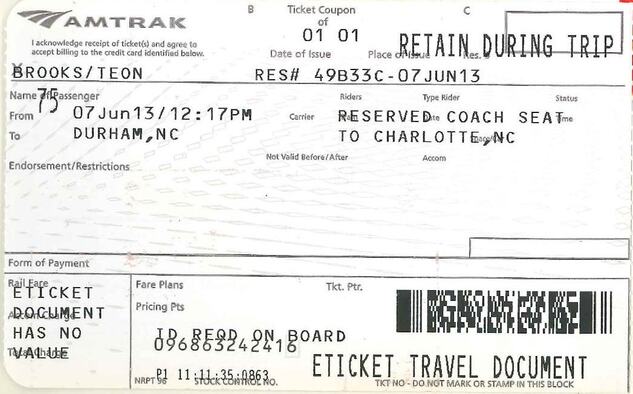 AMTRAK
B
Ticket Coupon
of
01 01
C
I acknowledge receipt of ticket(s) and agree to
accept billing to the credit card identified below.
Date of Issue
Place of Issue
Res. #
RETAIN DURING TRIP
BROOKS/TEON
RES# 49B33C-07JUN13
Name of Passenger
75
Riders
Type Rider
Status
From
07Jun13/12:17PM
Carrier
RESERVED COACH SEAT
Time
To
DURHAM,NC
TO CHARLOTTE,NC
Not Valid Before/After
Accom
Endorsement/Restrictions
Form of Payment
Rail Fare
ETICKET
DOCUMENT
HAS NO
VALUE
Fare Plans
Tkt. Ptr.
Pricing Pts
ID REQD ON BOARD
096863242416
ETICKET TRAVEL DOCUMENT
P1 11:11:35:0863
NRPT 96
STOCK CONTROL NO.
TKT NO - DO NOT MARK OR STAMP IN THIS BLOCK